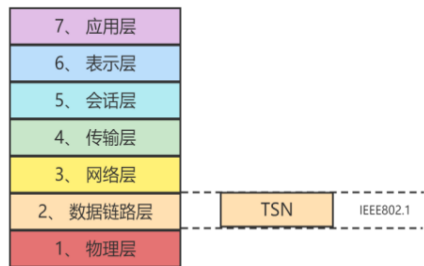 7、 应用层
6、 表示层
5、 会话层
4、 传输层
3、 网络层
2、 数据链路层 TSN IEEE802.1
1、 物理层